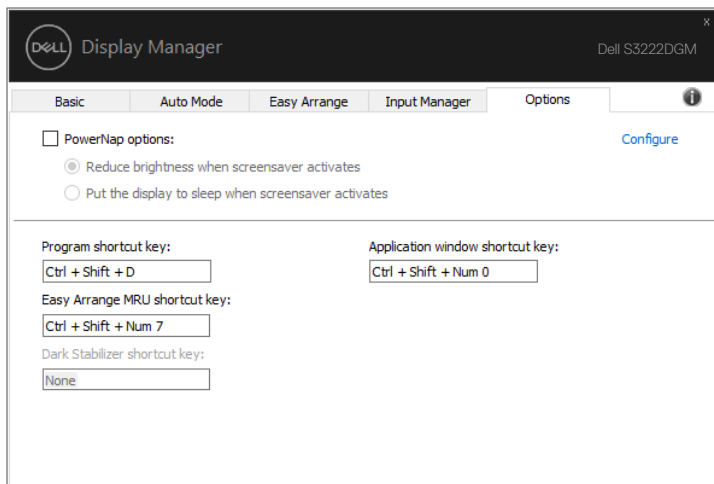 x
DELL
Display Manager
Dell S3222DGM
Basic
Auto Mode
Easy Arrange
Input Manager
Options
i
PowerNap options:
Configure
Reduce brightness when screensaver activates
Put the display to sleep when screensaver activates
Program shortcut key:
Application window shortcut key:
Ctrl + Shift + D
Ctrl + Shift + Num 0
Easy Arrange MRU shortcut key:
Ctrl + Shift + Num 7
Dark Stabilizer shortcut key:
None